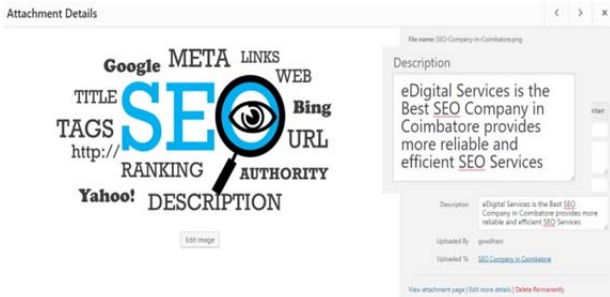 Attachment Details
File name: SEO-Company-in-Coimbatore.png
Google META LINKS
WEB
TITLE SEO Bing
TAGS URL
http://
RANKING AUTHORITY
Yahoo! DESCRIPTION
Edit image
Description
eDigital Services is the
Best SEO Company in
Coimbatore provides
more reliable and
efficient SEO Services
Description
eDigital Services is the Best SEO
Company in Coimbatore provides more
reliable and efficient SEO Services
Uploaded By
Uploaded To SEO Company in Coimbatore
View attachment page | Edit more details | Delete Permanently